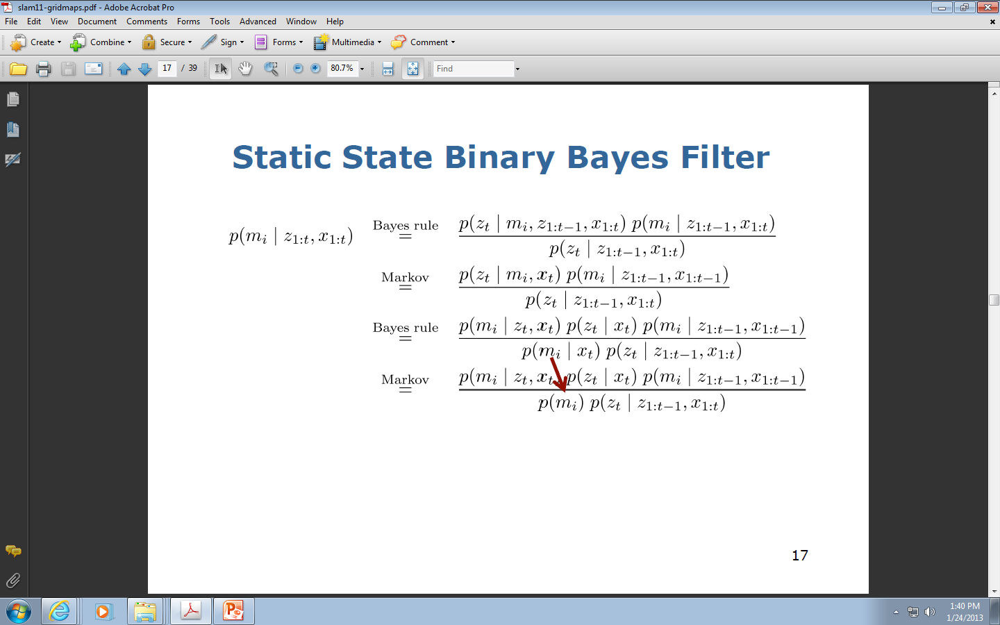 slam11-gridmaps.pdf - Adobe Acrobat Pro
File Edit View Document Comments Forms Tools Advanced Window Help
Create Combine Secure Sign Forms Multimedia Comment
17 / 39 80.7% Find
Static State Binary Bayes Filter
p(m_i | z_{1:t}, x_{1:t}) Bayes rule = p(z_t | m_i, z_{1:t−1}, x_{1:t}) p(m_i | z_{1:t−1}, x_{1:t})
p(z_t | z_{1:t−1}, x_{1:t})
Markov = p(z_t | m_i, x_t) p(m_i | z_{1:t−1}, x_{1:t−1})
p(z_t | z_{1:t−1}, x_{1:t})
Bayes rule = p(m_i | z_t, x_t) p(z_t | x_t) p(m_i | z_{1:t−1}, x_{1:t−1})
p(m_i | x_t) p(z_t | z_{1:t−1}, x_{1:t})
Markov = p(m_i | z_t, x_t) p(z_t | x_t) p(m_i | z_{1:t−1}, x_{1:t−1})
p(m_i) p(z_t | z_{1:t−1}, x_{1:t})
17
1:40 PM
1/24/2013